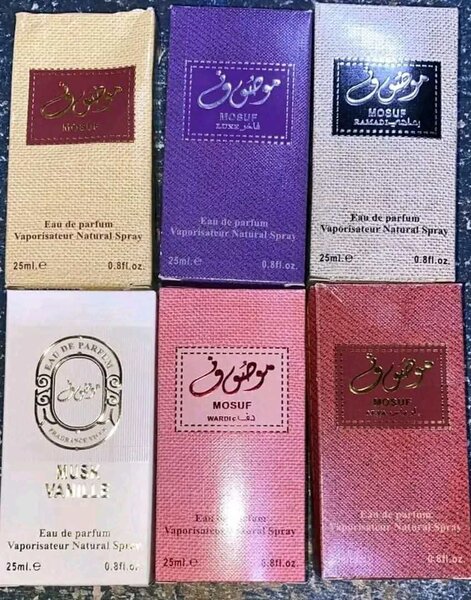 موصوف
MOSUF
Eau de parfum
Vaporisateur Natural Spray
25ml.e 0.8fl.oz.
موصوف
MOSUF
LUXE فاخر
Eau de parfum
Vaporisateur Natural Spray
25ml.e 0.8fl.oz.
موصوف
MOSUF
RAMADI رمادي
Eau de parfum
Vaporisateur Natural Spray
25ml.e 0.8fl.oz.
EAU DE PARFUM
موصوف
MUSK
VANILLE
Eau de parfum
Vaporisateur Natural Spray
25ml.e 0.8fl.oz.
موصوف
MOSUF
WARDI
Eau de parfum
Vaporisateur Natural Spray
25ml.e 0.8fl.oz.
موصوف
MOSUF
Eau de parfum
Vaporisateur Natural Spray
25ml.e 0.8fl.oz.